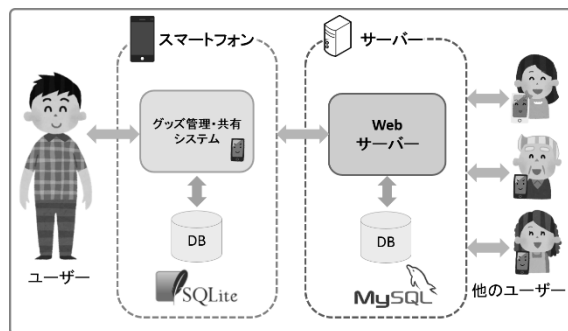 スマートフォン
サーバー
グッズ管理・共有
システム
Web
サーバー
DB
DB
ユーザー
SQLite
MySQL
他のユーザー